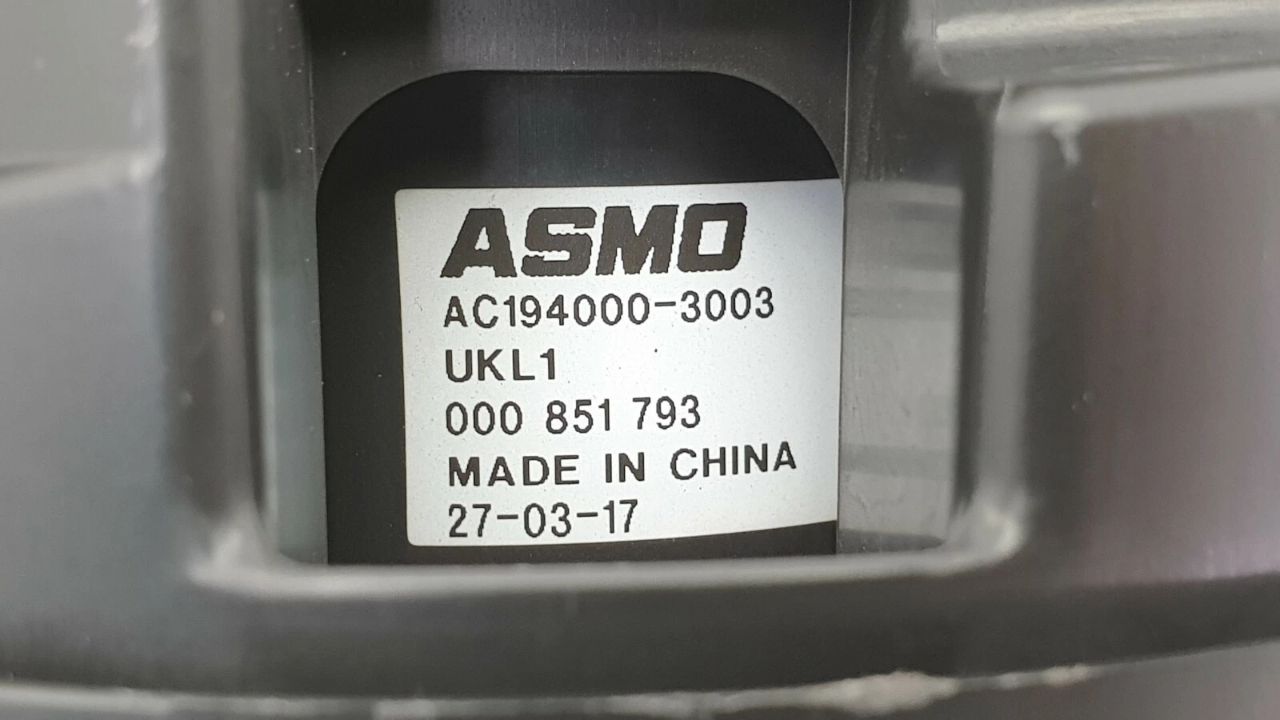 ASMO
AC194000-3003
UKL1
000 851 793
MADE IN CHINA
27-03-17